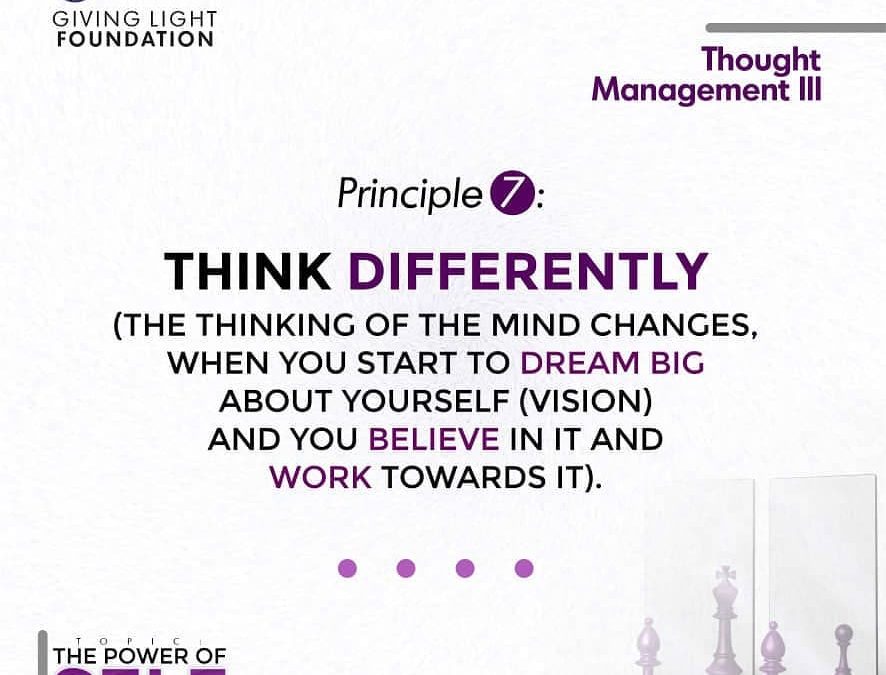 GIVING LIGHT
FOUNDATION
Thought
Management III
Principle 7:
THINK DIFFERENTLY
(THE THINKING OF THE MIND CHANGES,
WHEN YOU START TO DREAM BIG
ABOUT YOURSELF (VISION)
AND YOU BELIEVE IN IT AND
WORK TOWARDS IT).
TOPIC:
THE POWER OF